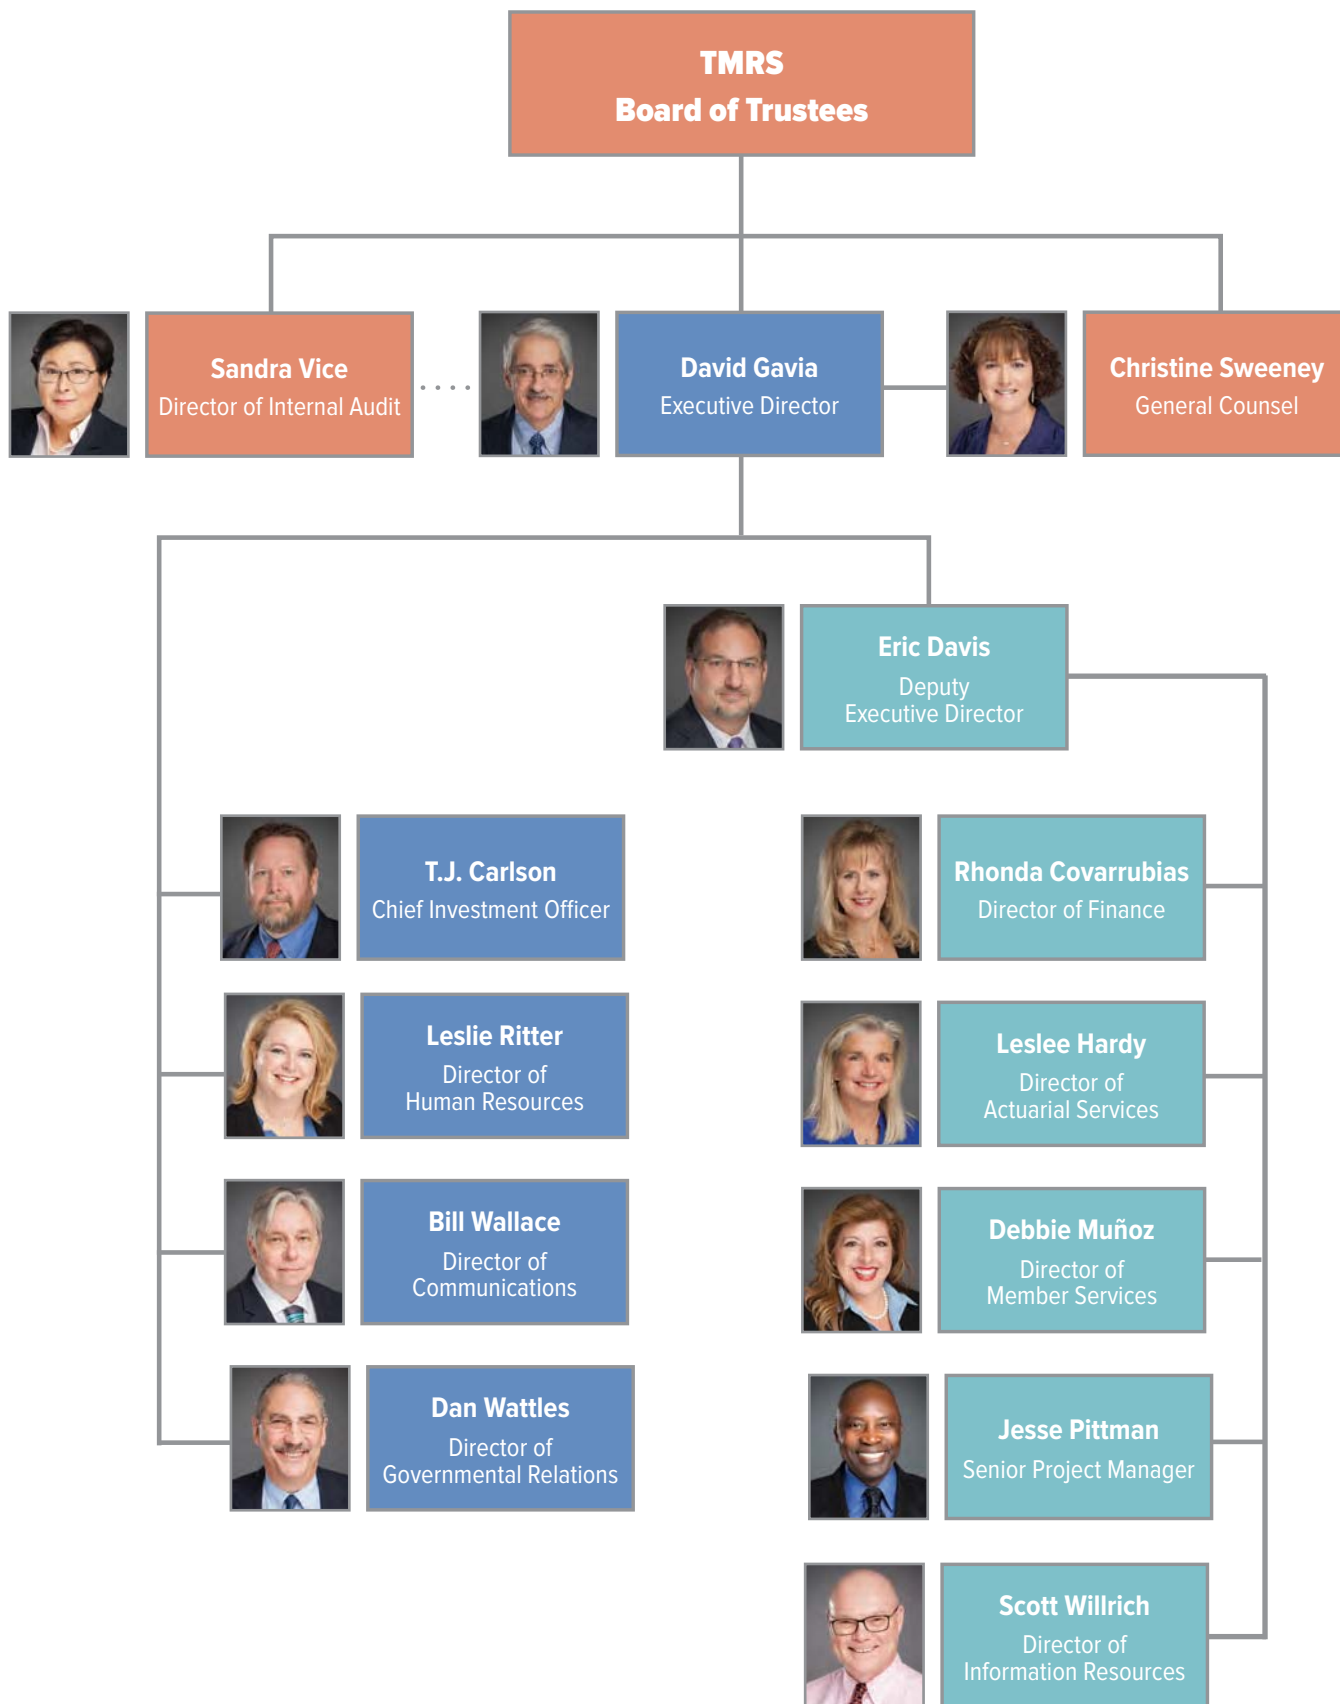 TMRS
Board of Trustees
Sandra Vice
Director of Internal Audit
David Gavia
Executive Director
Christine Sweeney
General Counsel
Eric Davis
Deputy
Executive Director
T.J. Carlson
Chief Investment Officer
Leslie Ritter
Director of
Human Resources
Bill Wallace
Director of
Communications
Dan Wattles
Director of
Governmental Relations
Rhonda Covarrubias
Director of Finance
Leslee Hardy
Director of
Actuarial Services
Debbie Muñoz
Director of
Member Services
Jesse Pittman
Senior Project Manager
Scott Willrich
Director of
Information Resources